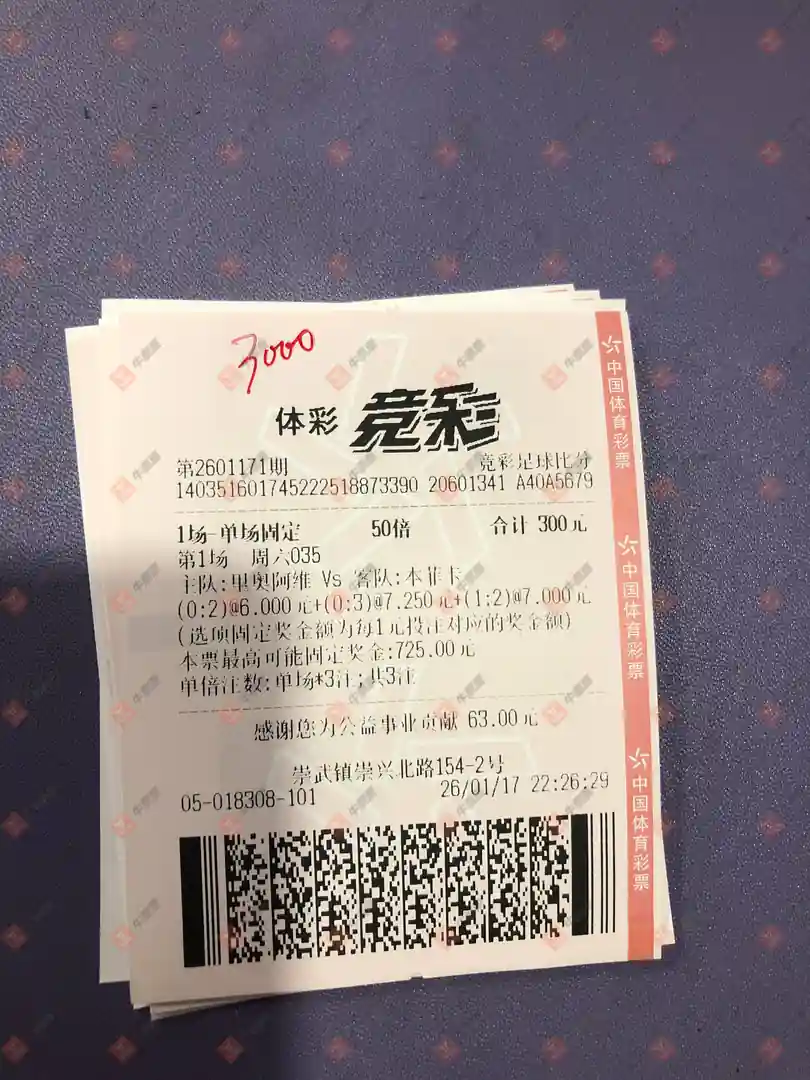 3000
体彩 竞彩
第2601171期 竞彩足球比分
140351601745222518873390 20601341 A40A5679
1场-单场固定 50倍 合计 300元
第1场 周六035
主队:里奥阿维 Vs 客队:本菲卡
(0:2)@6.000元+(0:3)@7.250元+(1:2)@7.000元
(选项固定奖金额为每1元投注对应的奖金额)
本票最高可能固定奖金:725.00元
单倍注数:单场*3注;共3注
感谢您为公益事业贡献 63.00元
崇武镇崇兴北路154-2号
05-018308-101 26/01/17 22:26:29
中国体育彩票
中国体育彩票
中国体育彩票